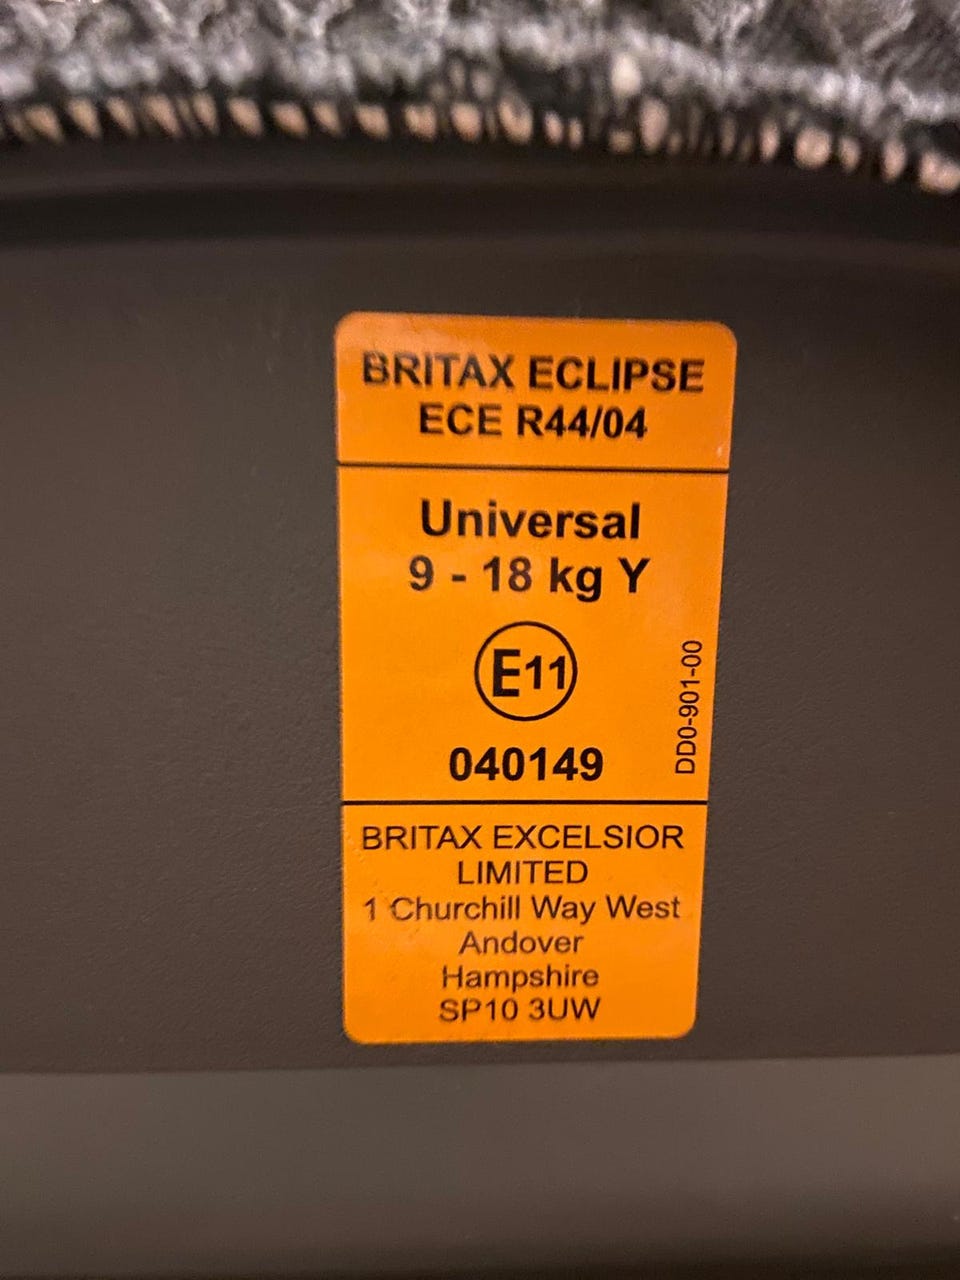 BRITAX ECLIPSE
ECE R44/04
Universal
9 - 18 kg Y
E11
040149
DD0-901-00
BRITAX EXCELSIOR
LIMITED
1 Churchill Way West
Andover
Hampshire
SP10 3UW